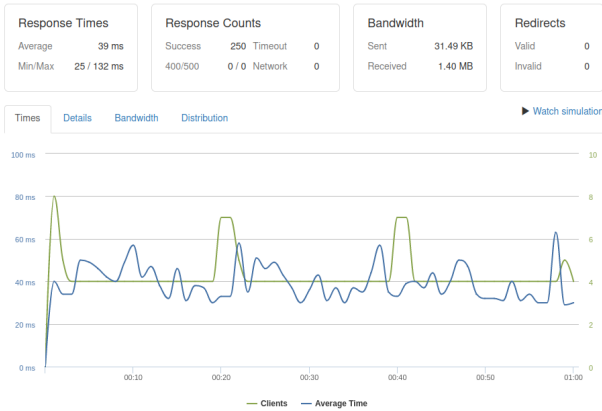 Response Times
Average 39 ms
Min/Max 25 / 132 ms
Response Counts
Success 250 Timeout 0
400/500 0 / 0 Network 0
Bandwidth
Sent 31.49 KB
Received 1.40 MB
Redirects
Valid 0
Invalid 0
Times Details Bandwidth Distribution
Watch simulation
100 ms 10
80 ms 8
60 ms 6
40 ms 4
20 ms 2
0 ms 0
00:10 00:20 00:30 00:40 00:50 01:00
Clients Average Time